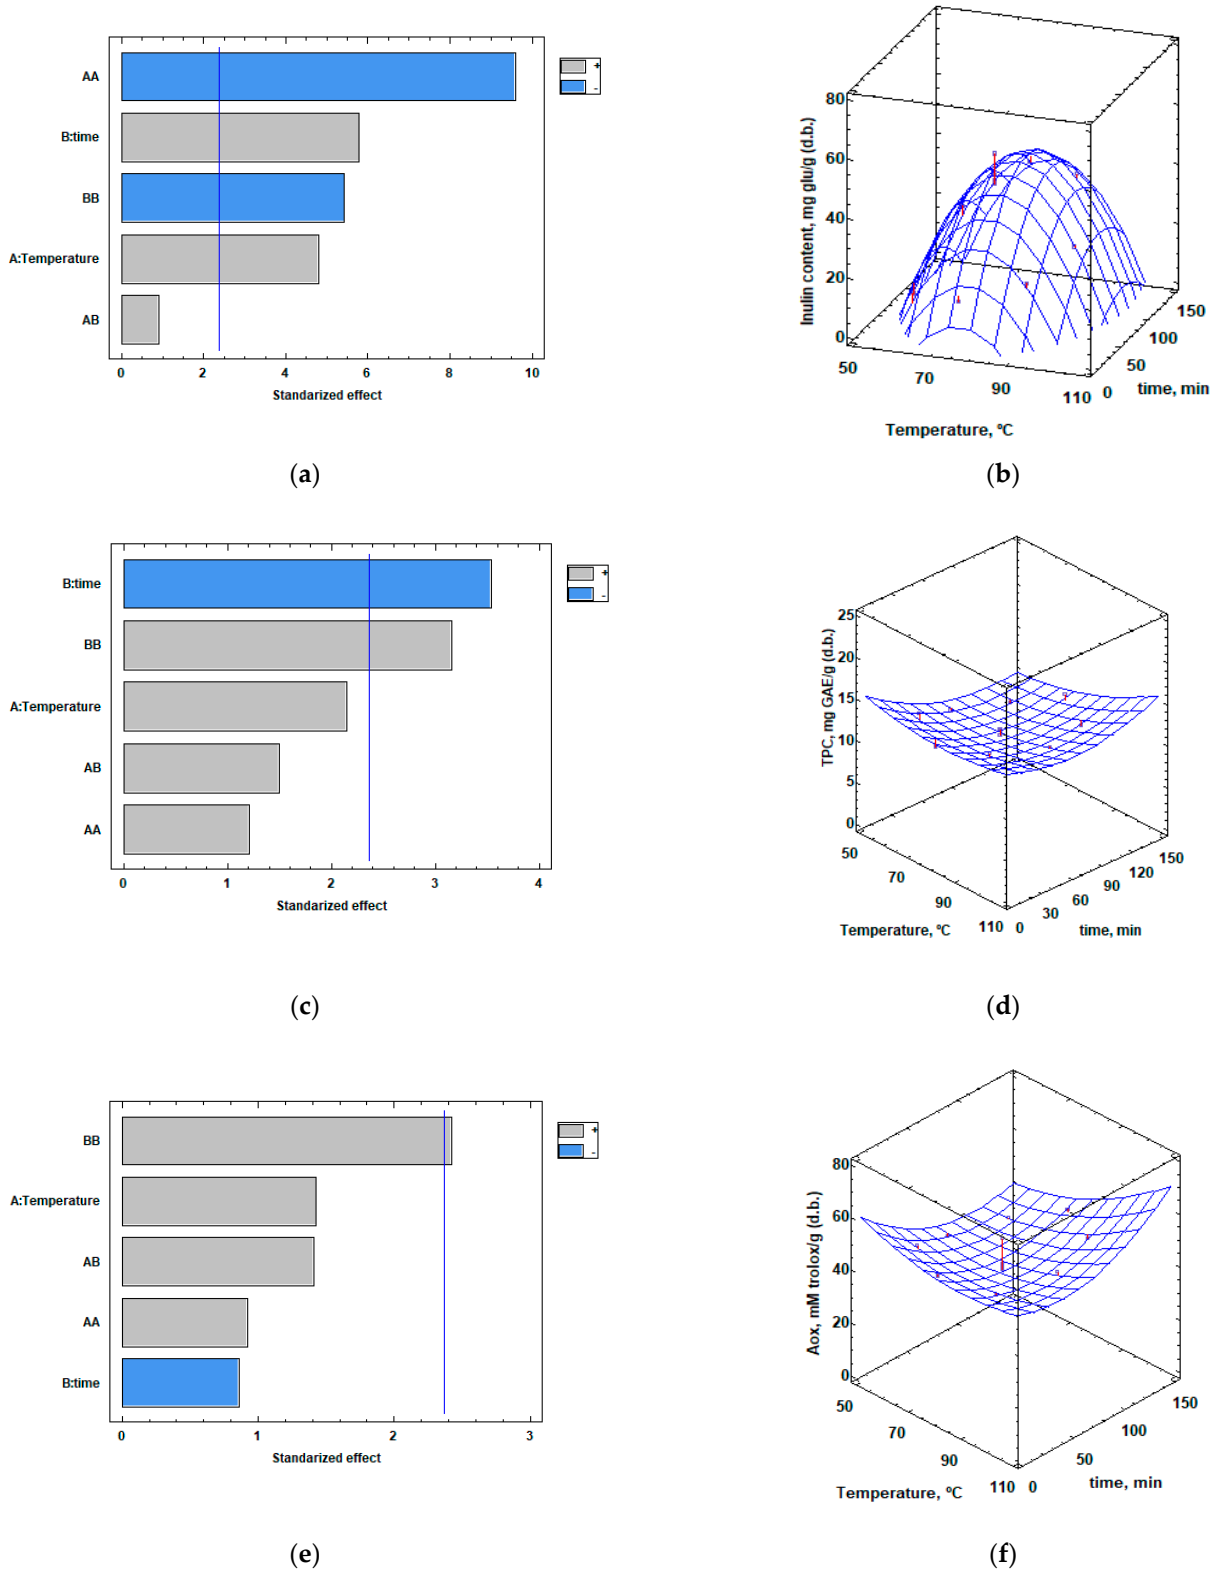 AA
B:time
BB
A:Temperature
AB
0 2 4 6 8 10
Standarized effect
+
-
(a)
Inulin content, mg glu/g (d.b.)
80
60
40
20
0
50 70 90 110
Temperature, ºC
0 50 100 150
time, min
(b)
B:time
BB
A:Temperature
AB
AA
0 1 2 3 4
Standarized effect
+
-
(c)
TPC, mg GAE/g (d.b.)
25
20
15
10
5
0
50 70 90 110
Temperature, ºC
0 30 60 90 120 150
time, min
(d)
BB
A:Temperature
AB
AA
B:time
0 1 2 3
Standarized effect
+
-
(e)
Aox, mM trolox/g (d.b.)
80
60
40
20
0
50 70 90 110
Temperature, ºC
0 50 100 150
time, min
(f)